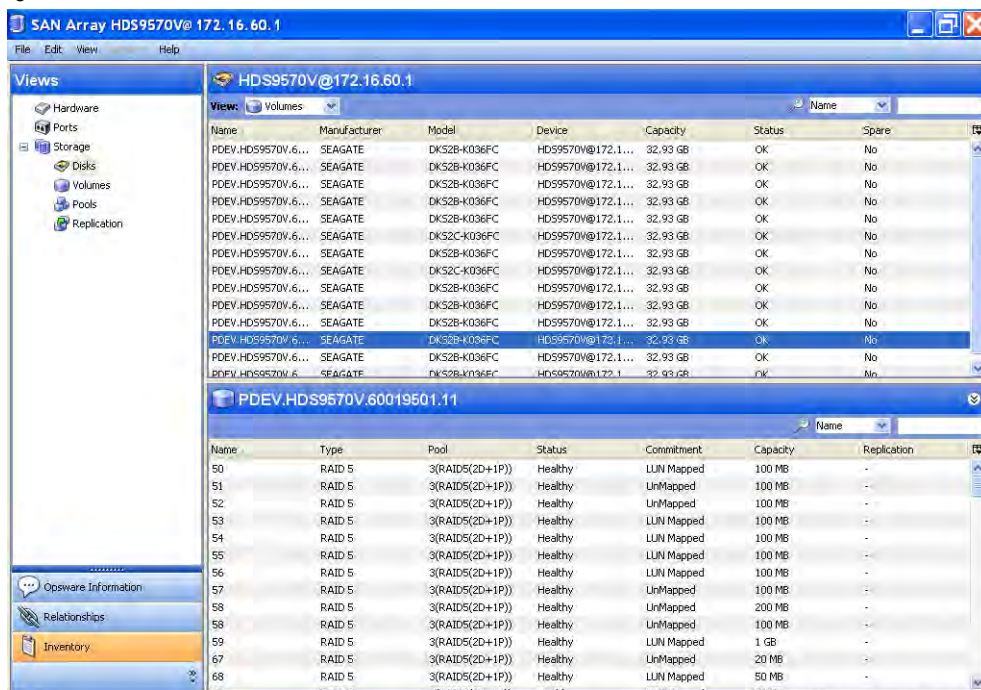 SAN Array HDS9570V@ 172.16.60.1
File Edit View Help
Views
Hardware
Ports
Storage
Disks
Volumes
Pools
Replication
Opsware Information
Relationships
Inventory
HDS9570V@172.16.60.1
View: Volumes Name
Name Manufacturer Model Device Capacity Status Spare
PDEV.HDS9570V.6... SEAGATE DKS2B-K036FC HDS9570V@172.1... 32.93 GB OK No
PDEV.HDS9570V.6... SEAGATE DKS2B-K036FC HDS9570V@172.1... 32.93 GB OK No
PDEV.HDS9570V.6... SEAGATE DKS2B-K036FC HDS9570V@172.1... 32.93 GB OK No
PDEV.HDS9570V.6... SEAGATE DKS2B-K036FC HDS9570V@172.1... 32.93 GB OK No
PDEV.HDS9570V.6... SEAGATE DKS2B-K036FC HDS9570V@172.1... 32.93 GB OK No
PDEV.HDS9570V.6... SEAGATE DKS2C-K036FC HDS9570V@172.1... 32.93 GB OK No
PDEV.HDS9570V.6... SEAGATE DKS2B-K036FC HDS9570V@172.1... 32.93 GB OK No
PDEV.HDS9570V.6... SEAGATE DKS2C-K036FC HDS9570V@172.1... 32.93 GB OK No
PDEV.HDS9570V.6... SEAGATE DKS2B-K036FC HDS9570V@172.1... 32.93 GB OK No
PDEV.HDS9570V.6... SEAGATE DKS2B-K036FC HDS9570V@172.1... 32.93 GB OK No
PDEV.HDS9570V.6... SEAGATE DKS2B-K036FC HDS9570V@172.1... 32.93 GB OK No
PDEV.HDS9570V.6... SEAGATE DKS2B-K036FC HDS9570V@172.1... 32.93 GB OK No
PDEV.HDS9570V.6... SEAGATE DKS2B-K036FC HDS9570V@172.1... 32.93 GB OK No
PDEV.HDS9570V.6 SEAGATE DKS2B-K036FC HDS9570V@172.1 32.93 GB OK No
PDEV.HDS9570V.60019501.11
Name
Name Type Pool Status Commitment Capacity Replication
50 RAID 5 3(RAID5(2D+1P)) Healthy LUN Mapped 100 MB -
51 RAID 5 3(RAID5(2D+1P)) Healthy UnMapped 100 MB -
52 RAID 5 3(RAID5(2D+1P)) Healthy UnMapped 100 MB -
53 RAID 5 3(RAID5(2D+1P)) Healthy LUN Mapped 100 MB -
54 RAID 5 3(RAID5(2D+1P)) Healthy LUN Mapped 100 MB -
55 RAID 5 3(RAID5(2D+1P)) Healthy LUN Mapped 100 MB -
56 RAID 5 3(RAID5(2D+1P)) Healthy LUN Mapped 100 MB -
57 RAID 5 3(RAID5(2D+1P)) Healthy UnMapped 100 MB -
58 RAID 5 3(RAID5(2D+1P)) Healthy UnMapped 200 MB -
58 RAID 5 3(RAID5(2D+1P)) Healthy UnMapped 100 MB -
59 RAID 5 3(RAID5(2D+1P)) Healthy LUN Mapped 1 GB -
67 RAID 5 3(RAID5(2D+1P)) Healthy UnMapped 20 MB -
68 RAID 5 3(RAID5(2D+1P)) Healthy LUN Mapped 50 MB -